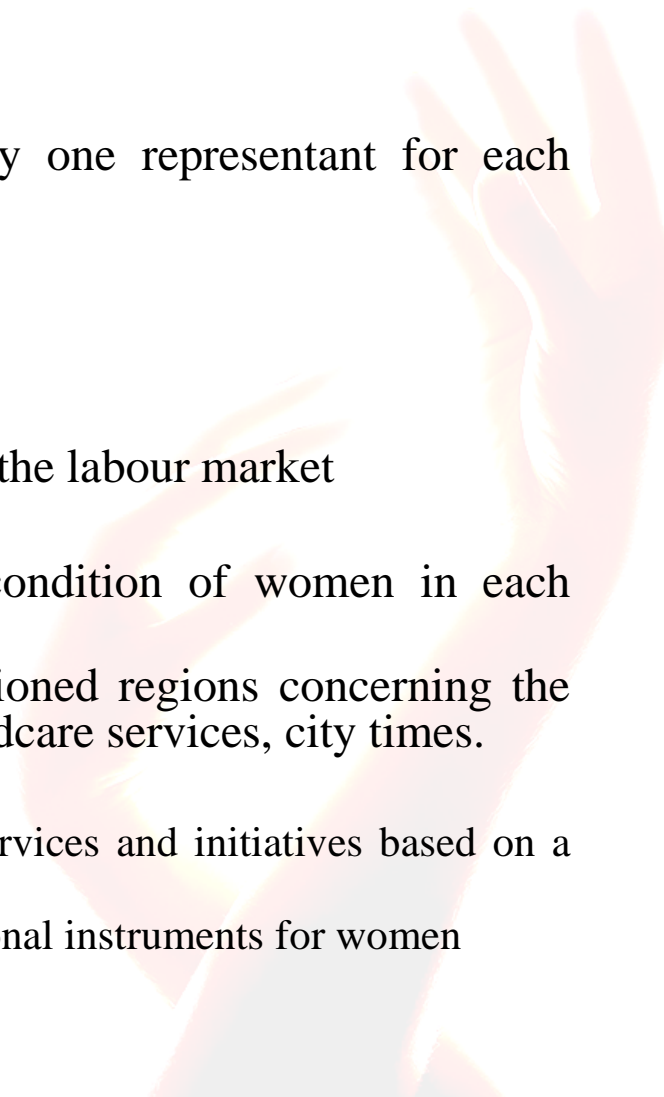 y one representant for each
the labour market
condition of women in each
ioned regions concerning the
dcare services, city times.
rvices and initiatives based on a
onal instruments for women